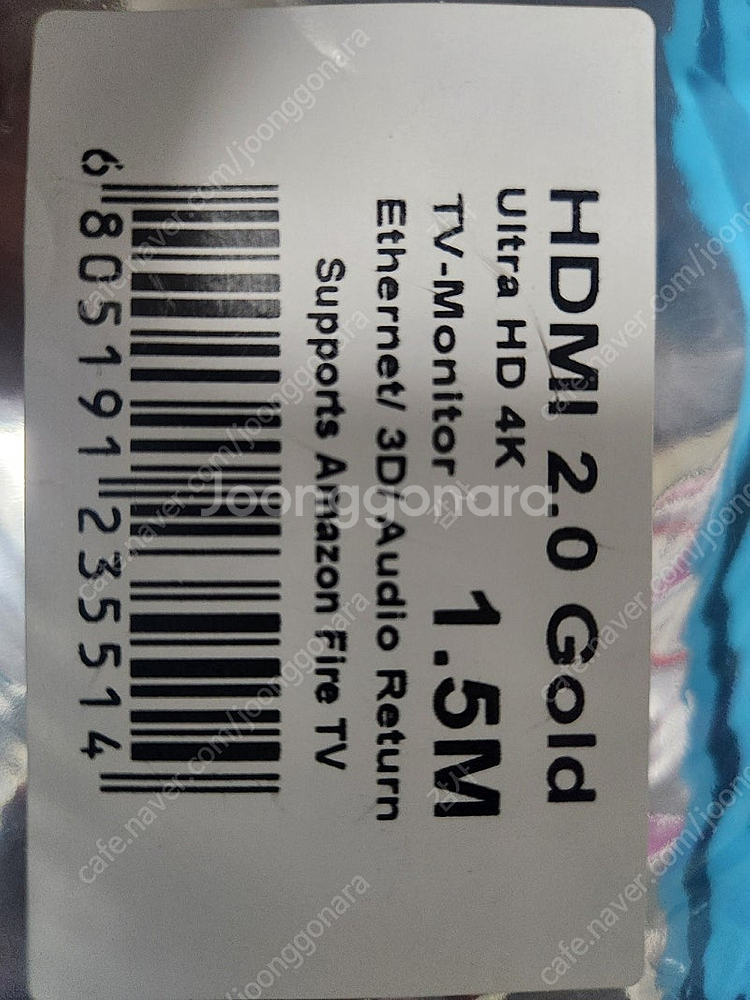 HDMI 2.0 Gold
Ultra HD 4K
TV-Monitor 1.5M
Ethernet/ 3D/ Audio Return
Supports Amazon Fire TV
6 805191 235514
Joonggonara
cafe.naver.com/joonggonara